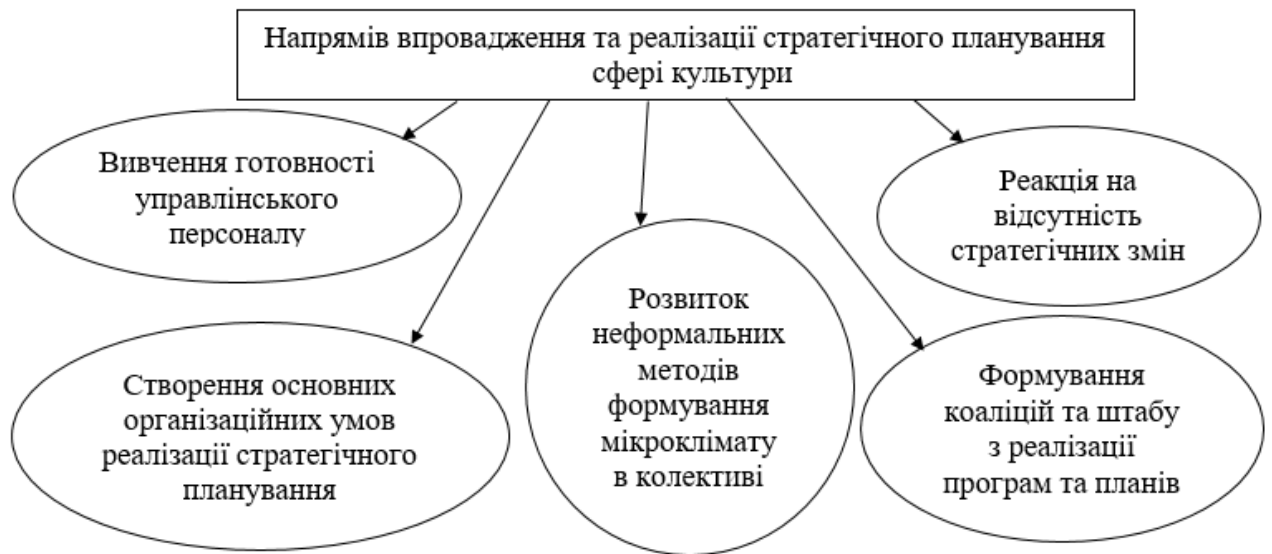 Напрямів впровадження та реалізації стратегічного планування
сфері культури
Вивчення готовності
управлінського
персоналу
Реакція на
відсутність
стратегічних змін
Створення основних
організаційних умов
реалізації стратегічного
планування
Розвиток
неформальних
методів
формування
мікроклімату
в колективі
Формування
коаліцій та штабу
з реалізації
програм та планів